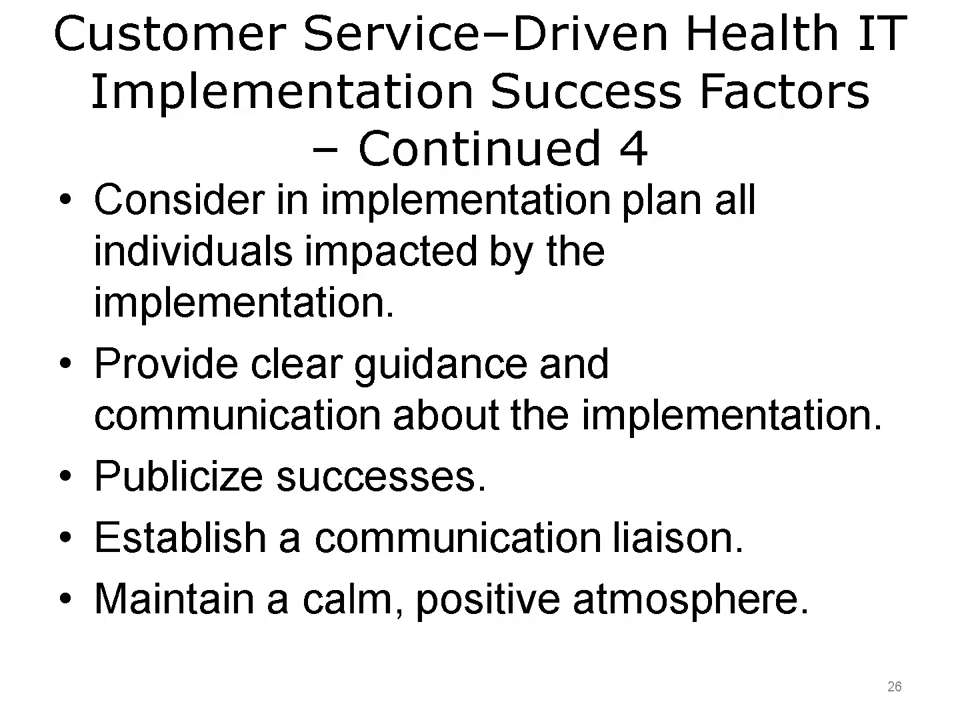 Customer Service–Driven Health IT
Implementation Success Factors
– Continued 4
• Consider in implementation plan all
individuals impacted by the
implementation.
• Provide clear guidance and
communication about the implementation.
• Publicize successes.
• Establish a communication liaison.
• Maintain a calm, positive atmosphere.
26